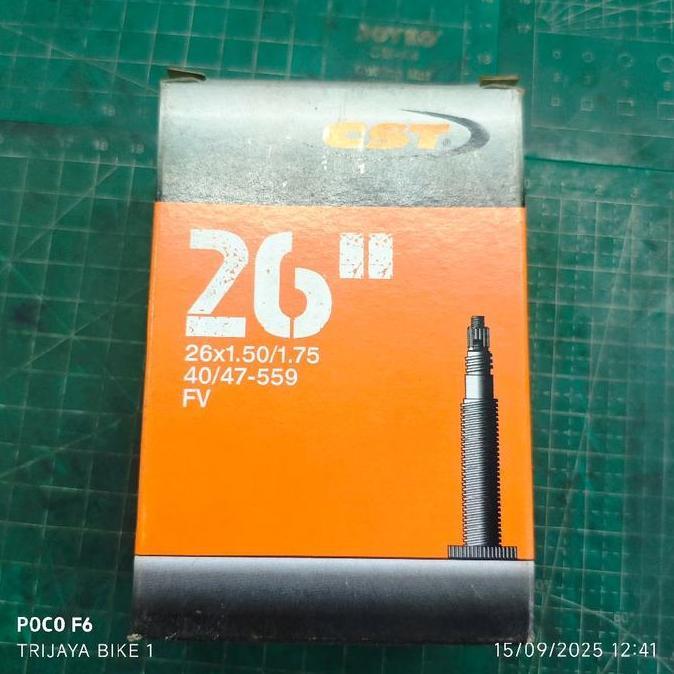 CST
26"
26x1.50/1.75
40/47-559
FV
POCO F6
TRIJAYA BIKE 1
15/09/2025 12:41